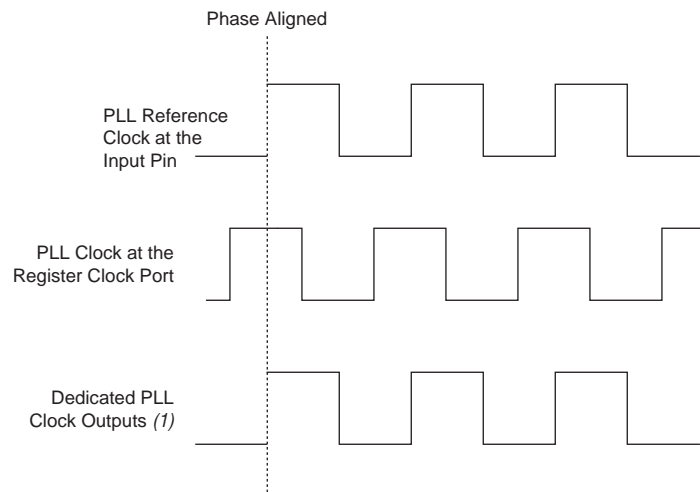 Phase Aligned
PLL Reference
Clock at the
Input Pin
PLL Clock at the
Register Clock Port
Dedicated PLL
Clock Outputs (1)